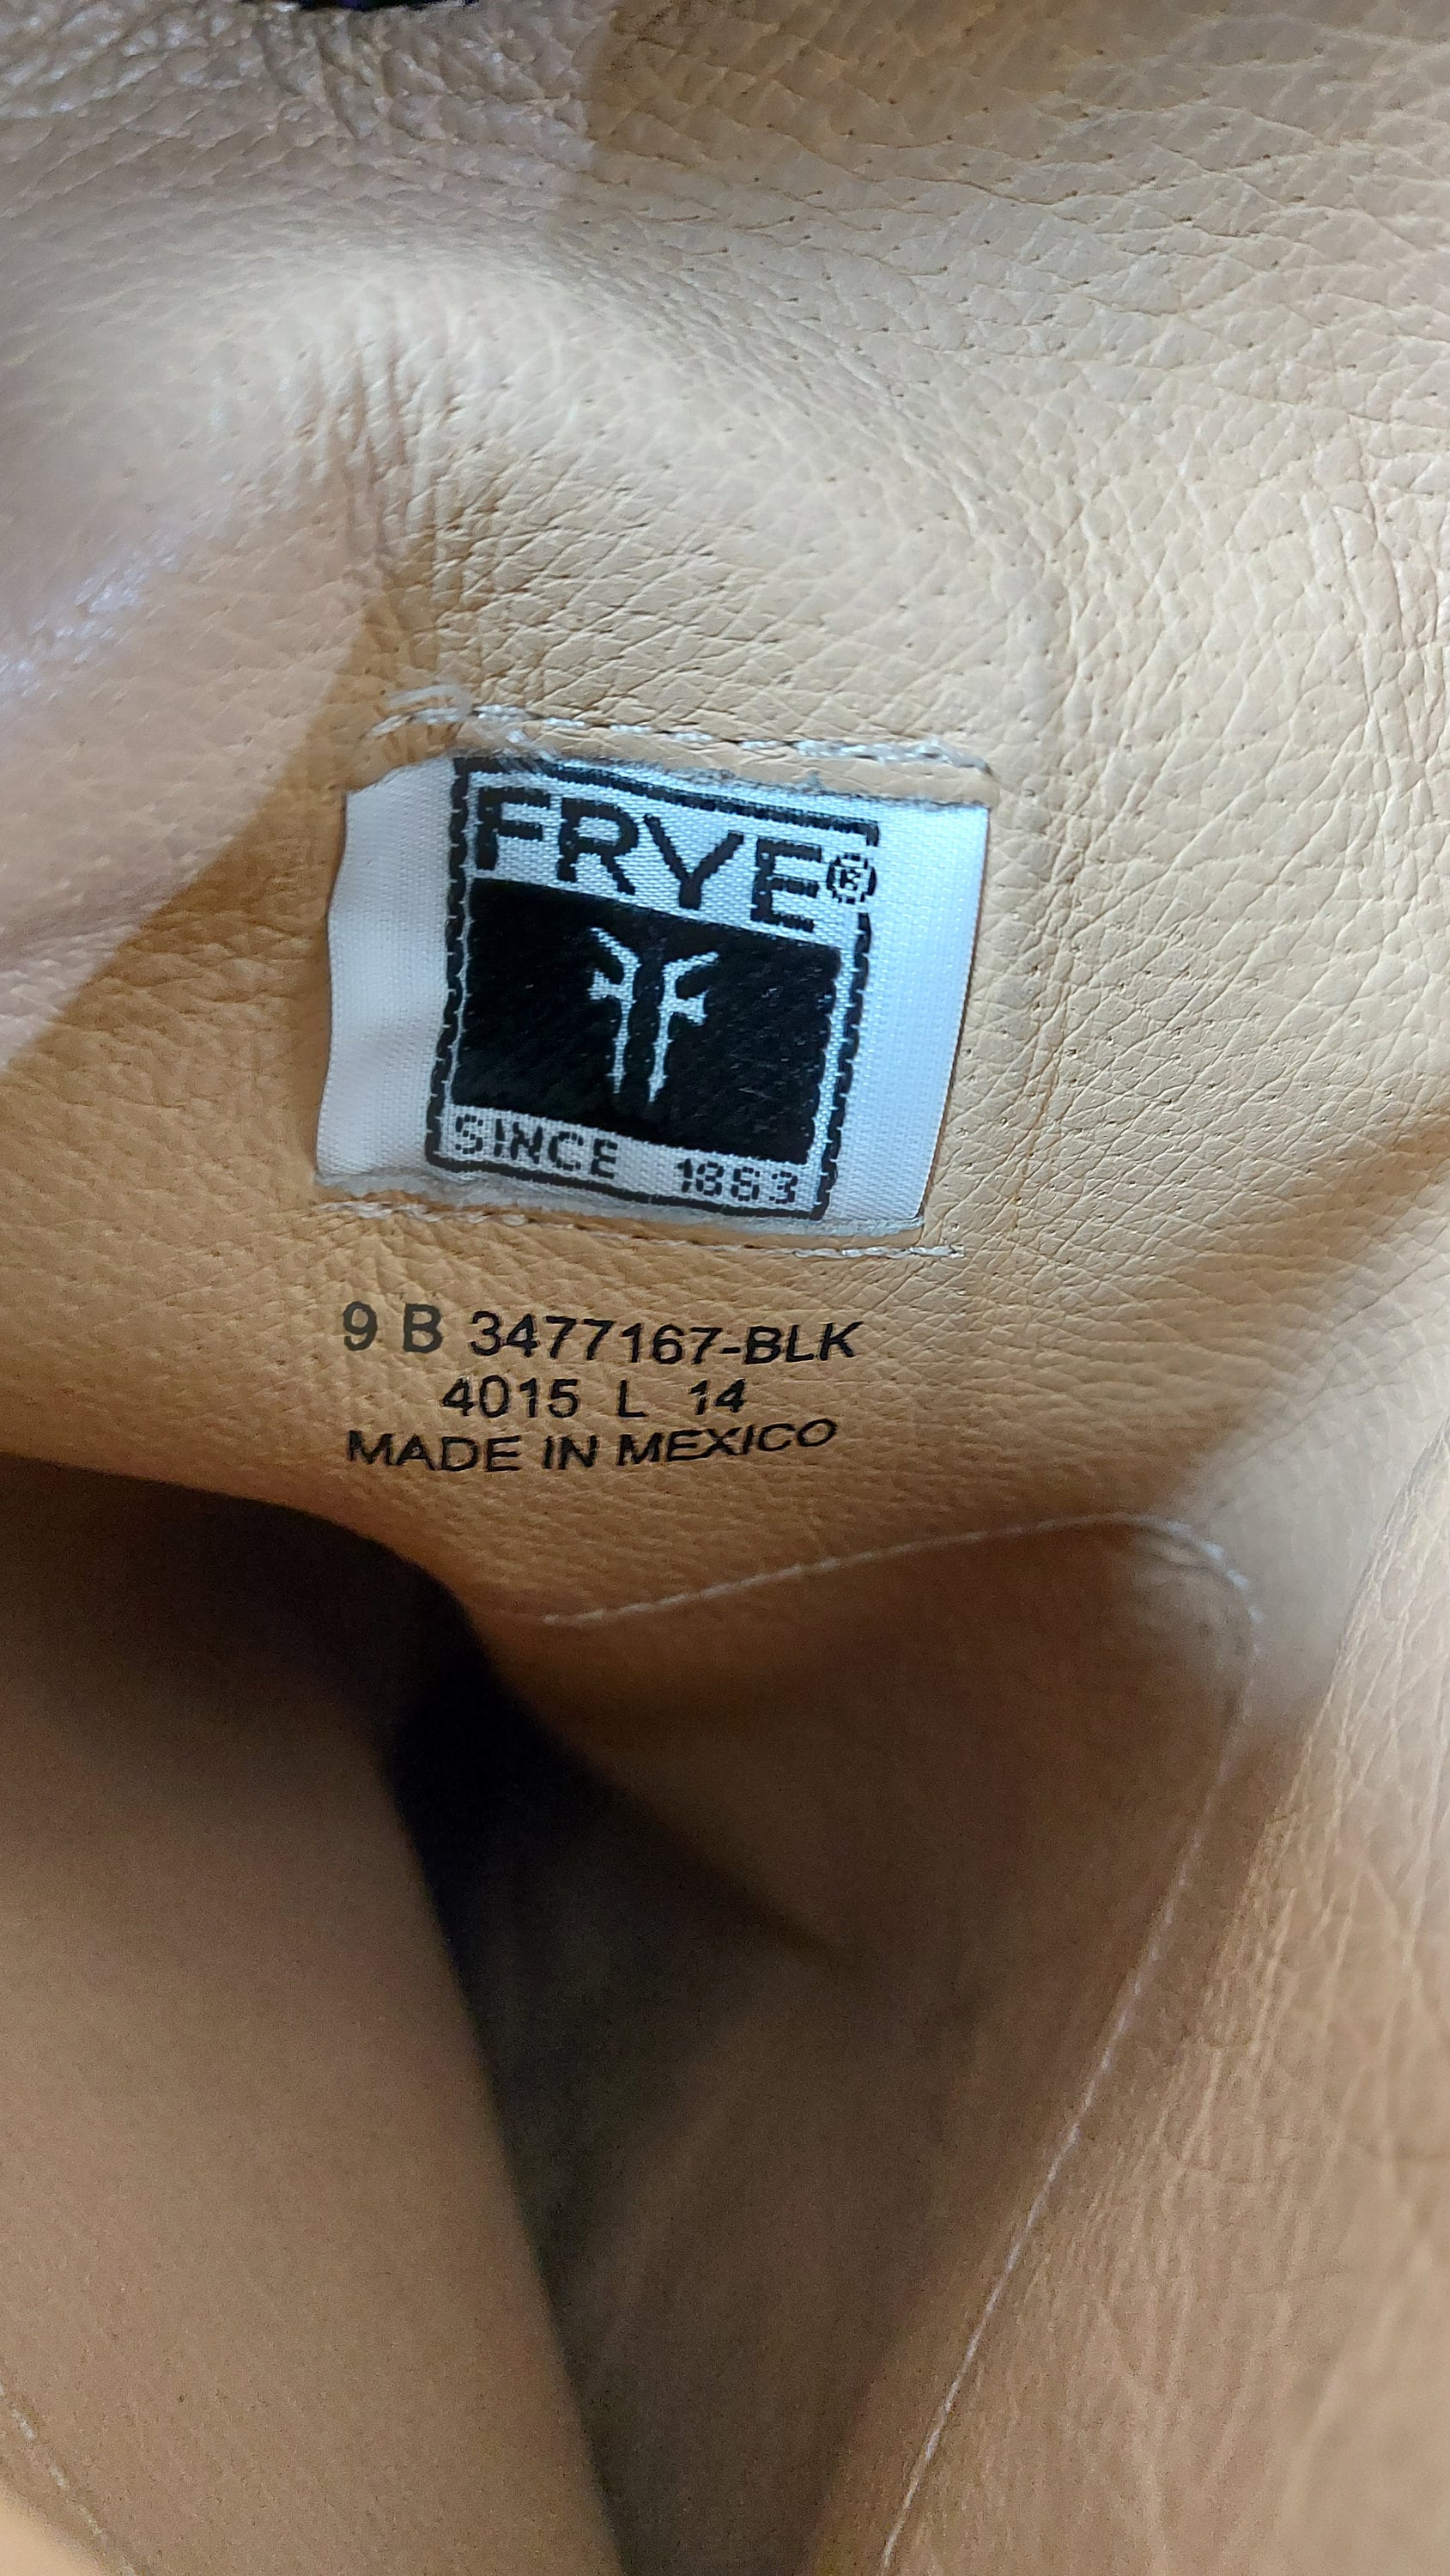 FRYE®
SINCE 1863
9 B 3477167-BLK
4015 L 14
MADE IN MEXICO